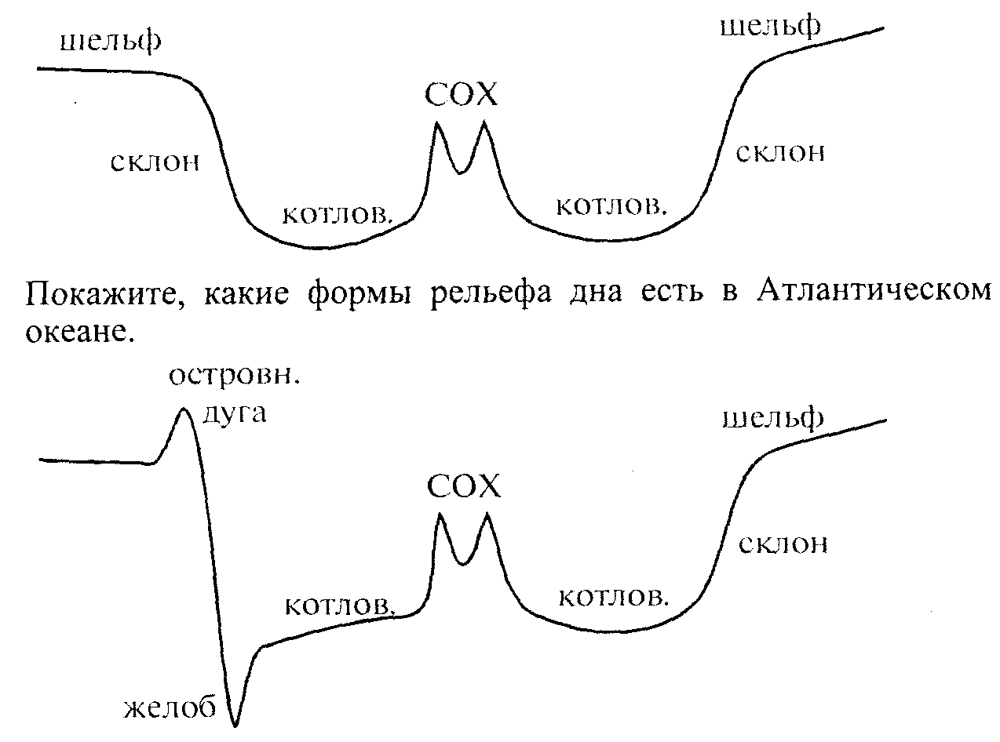 шельф
шельф
СОХ
склон
склон
котлов.
котлов.
Покажите, какие формы рельефа дна есть в Атлантическом
океане.
островн.
дуга
шельф
СОХ
склон
котлов.
котлов.
желоб